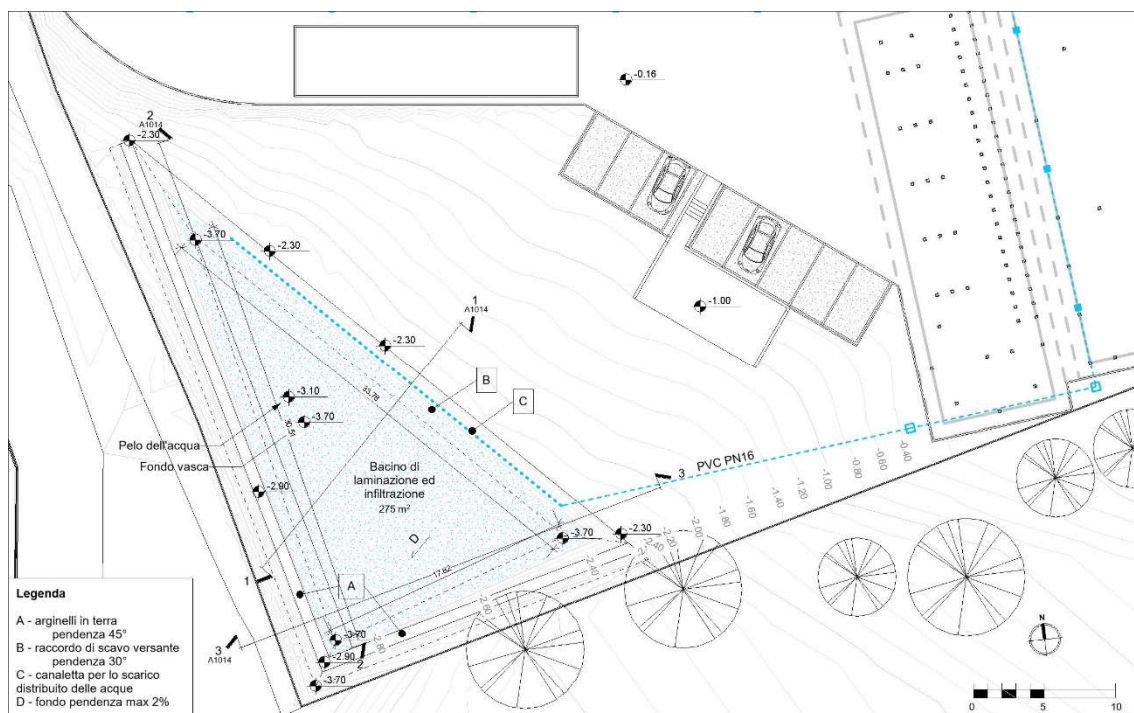 -0.16
2
A1014
-2.30
-3.70
-2.30
1
A1014
-1.00
-2.30
B
C
33.78
-3.10
-3.70
30.51
Pelo dell'acqua
Fondo vasca
Bacino di
laminazione ed
infiltrazione
275 m²
-2.90
D
3
PVC PN16
-0.40
-0.60
-0.80
-1.00
-1.20
-1.40
-1.60
-1.80
-2.00
-2.20
-2.40
-2.60
-2.80
-3.70
-2.30
17.62
A
1
3
A1014
-3.70
-2.90
2
-3.70
Legenda
A - arginelli in terra
pendenza 45°
B - raccordo di scavo versante
pendenza 30°
C - canaletta per lo scarico
distribuito delle acque
D - fondo pendenza max 2%
N
0 5 10